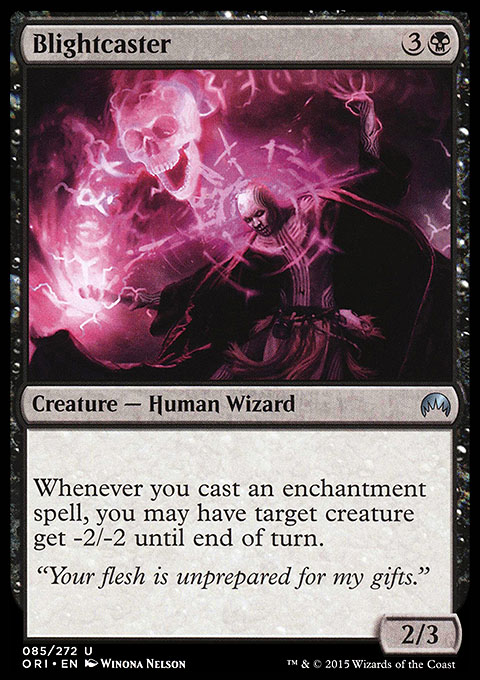 Blightcaster 3
Creature — Human Wizard
Whenever you cast an enchantment
spell, you may have target creature
get -2/-2 until end of turn.
“Your flesh is unprepared for my gifts.”
2/3
085/272 U
ORI • EN Winona Nelson
™ & © 2015 Wizards of the Coast